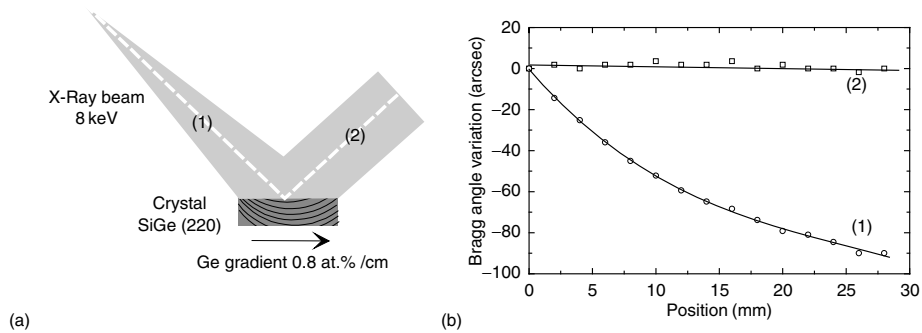 X-Ray beam
8 keV
(1)
(2)
Crystal
SiGe (220)
Ge gradient 0.8 at.% /cm
(a)
Bragg angle variation (arcsec)
20
0
−20
−40
−60
−80
−100
(2)
(1)
0
5
10
15
20
25
30
Position (mm)
(b)